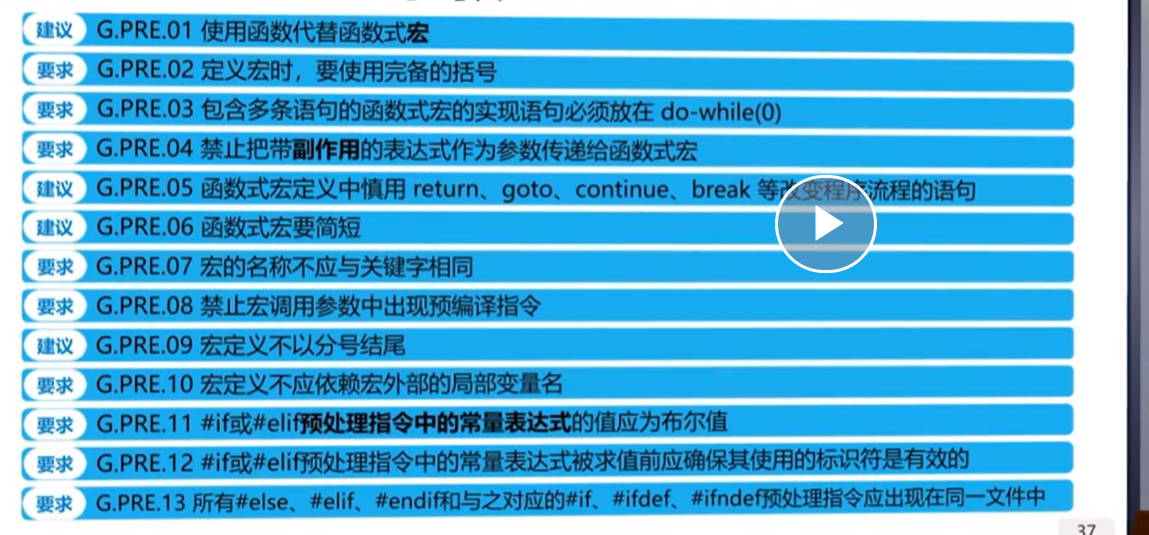 建议 G.PRE.01 使用函数代替函数式宏
要求 G.PRE.02 定义宏时，要使用完备的括号
要求 G.PRE.03 包含多条语句的函数式宏的实现语句必须放在 do-while(0)
要求 G.PRE.04 禁止把带副作用的表达式作为参数传递给函数式宏
建议 G.PRE.05 函数式宏定义中慎用 return、goto、continue、break 等改变程序流程的语句
建议 G.PRE.06 函数式宏要简短
要求 G.PRE.07 宏的名称不应与关键字相同
要求 G.PRE.08 禁止宏调用参数中出现预编译指令
建议 G.PRE.09 宏定义不以分号结尾
要求 G.PRE.10 宏定义不应依赖宏外部的局部变量名
要求 G.PRE.11 #if或#elif预处理指令中的常量表达式的值应为布尔值
要求 G.PRE.12 #if或#elif预处理指令中的常量表达式被求值前应确保其使用的标识符是有效的
要求 G.PRE.13 所有#else、#elif、#endif和与之对应的#if、#ifdef、#ifndef预处理指令应出现在同一文件中
37